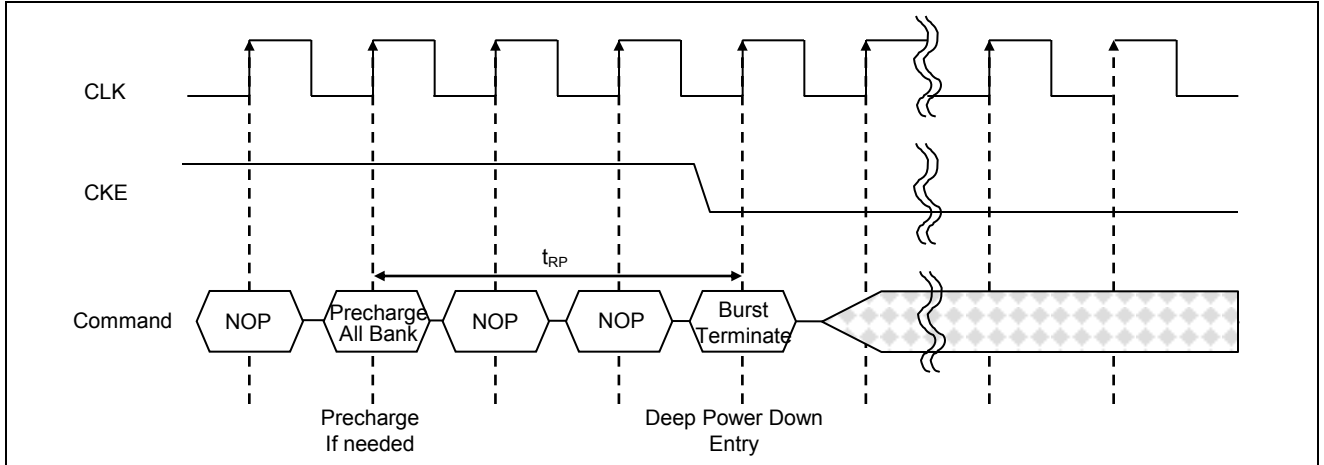 CLK
CKE
tRP
Command
NOP
Precharge
All Bank
NOP
NOP
Burst
Terminate
Precharge
If needed
Deep Power Down
Entry